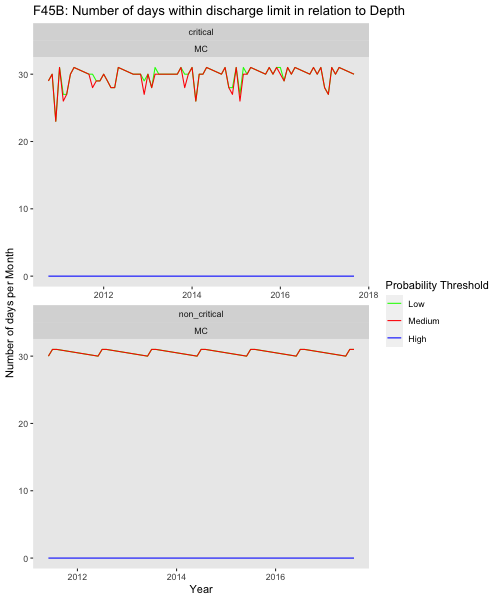 F45B: Number of days within discharge limit in relation to Depth
critical
MC
30
20
10
0
2012 2014 2016 2018
Number of days per Month
Probability Threshold
Low
Medium
High
non_critical
MC
30
20
10
0
2012 2014 2016
Year